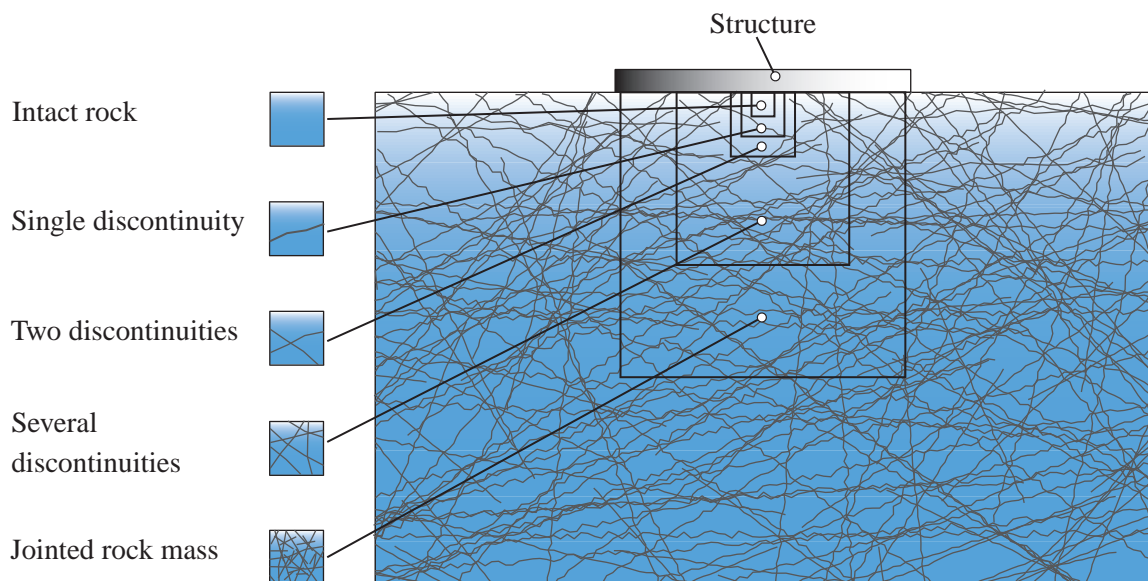 Structure
Intact rock
Single discontinuity
Two discontinuities
Several
discontinuities
Jointed rock mass